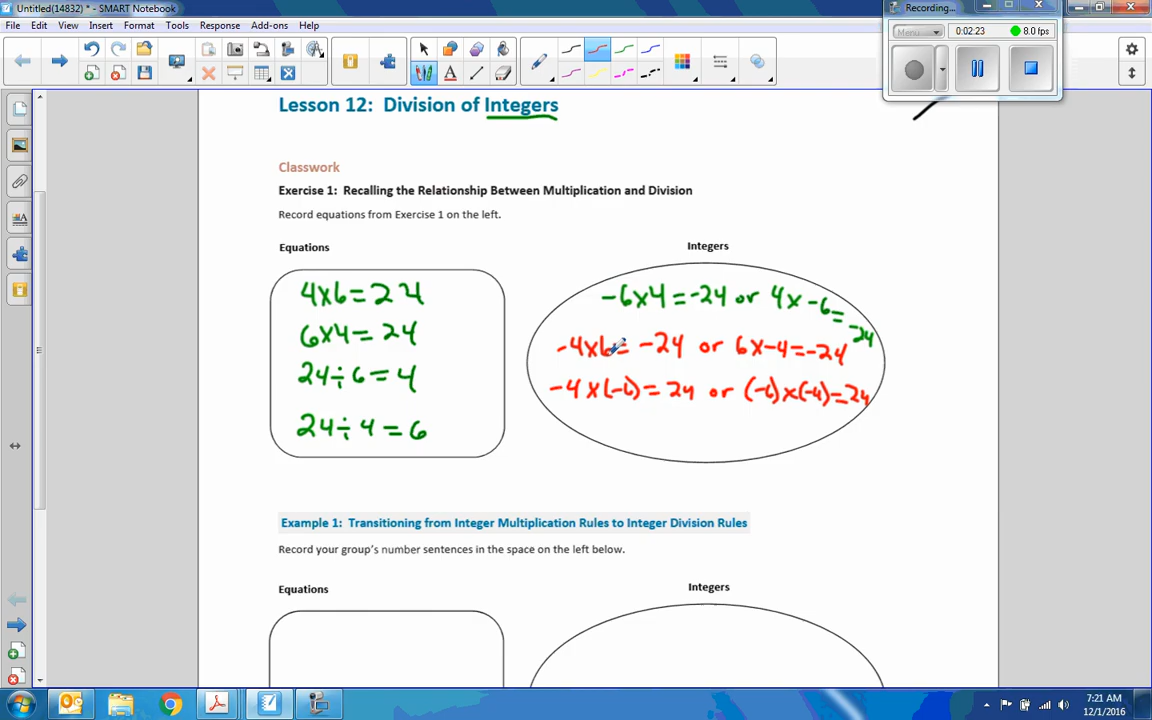 Untitled(14832) * - SMART Notebook
File Edit View Insert Format Tools Response Add-ons Help
Recording...
Menu 0:02:23 8.0 fps
Lesson 12: Division of Integers
Classwork
Exercise 1: Recalling the Relationship Between Multiplication and Division
Record equations from Exercise 1 on the left.
Equations
Integers
4x6=24
6x4=24
24÷6=4
24÷4=6
-6x4=-24 or 4x-6=-24
-4x6=-24 or 6x-4=-24
-4x(-6)=24 or (-6)x(-4)=24
Example 1: Transitioning from Integer Multiplication Rules to Integer Division Rules
Record your group's number sentences in the space on the left below.
Equations
Integers
7:21 AM
12/1/2016